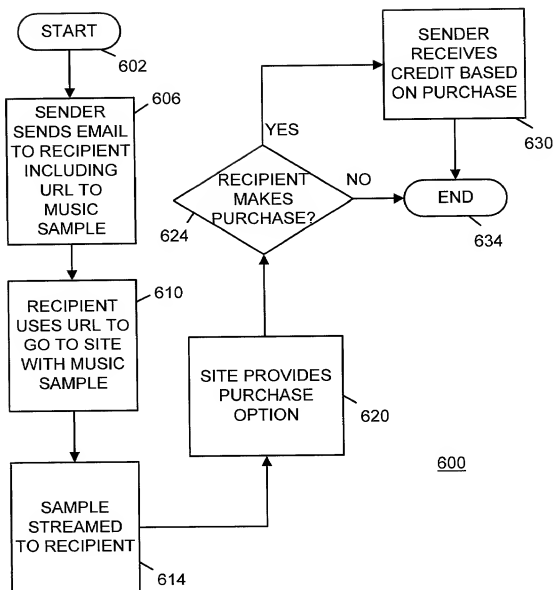 START
602
606
SENDER
SENDS EMAIL
TO RECIPIENT
INCLUDING
URL TO
MUSIC
SAMPLE
610
RECIPIENT
USES URL TO
GO TO SITE
WITH MUSIC
SAMPLE
SAMPLE
STREAMED
TO RECIPIENT
614
SITE PROVIDES
PURCHASE
OPTION
620
RECIPIENT
MAKES
PURCHASE?
624
YES
NO
SENDER
RECEIVES
CREDIT BASED
ON PURCHASE
630
END
634
600